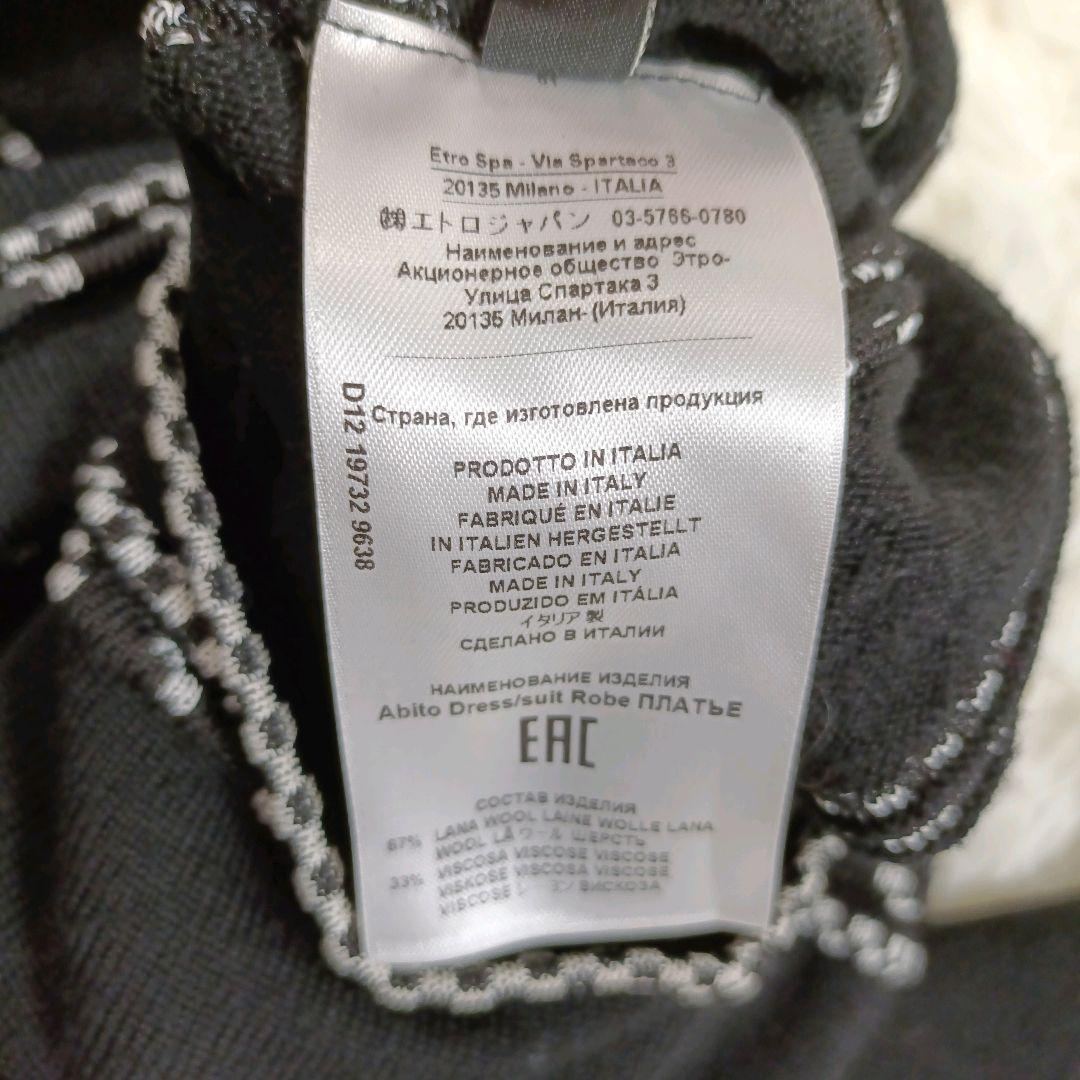 Etro Spa - Via Spartaco 3
20135 Milano - ITALIA
㈱エトロジャパン 03-5766-0780
Наименование и адрес
Акционерное общество Этро-
Улица Спартака 3
20135 Милан- (Италия)
D12 19732 9638
Страна, где изготовлена продукция
PRODOTTO IN ITALIA
MADE IN ITALY
FABRIQUÉ EN ITALIE
IN ITALIEN HERGESTELLT
FABRICADO EN ITALIA
MADE IN ITALY
PRODUZIDO EM ITÁLIA
イタリア製
СДЕЛАНО В ИТАЛИИ
НАИМЕНОВАНИЕ ИЗДЕЛИЯ
Abito Dress/suit Robe ПЛАТЬЕ
EAC
СОСТАВ ИЗДЕЛИЯ
67% LANA WOOL LAINE WOLLE LANA
WOOL LÃ ウール ШЕРСТЬ
33% VISCOSA VISCOSE VISCOSE
VISKOSE VISCOSA VISCOSE
VISCOSE ВИСКОЗА